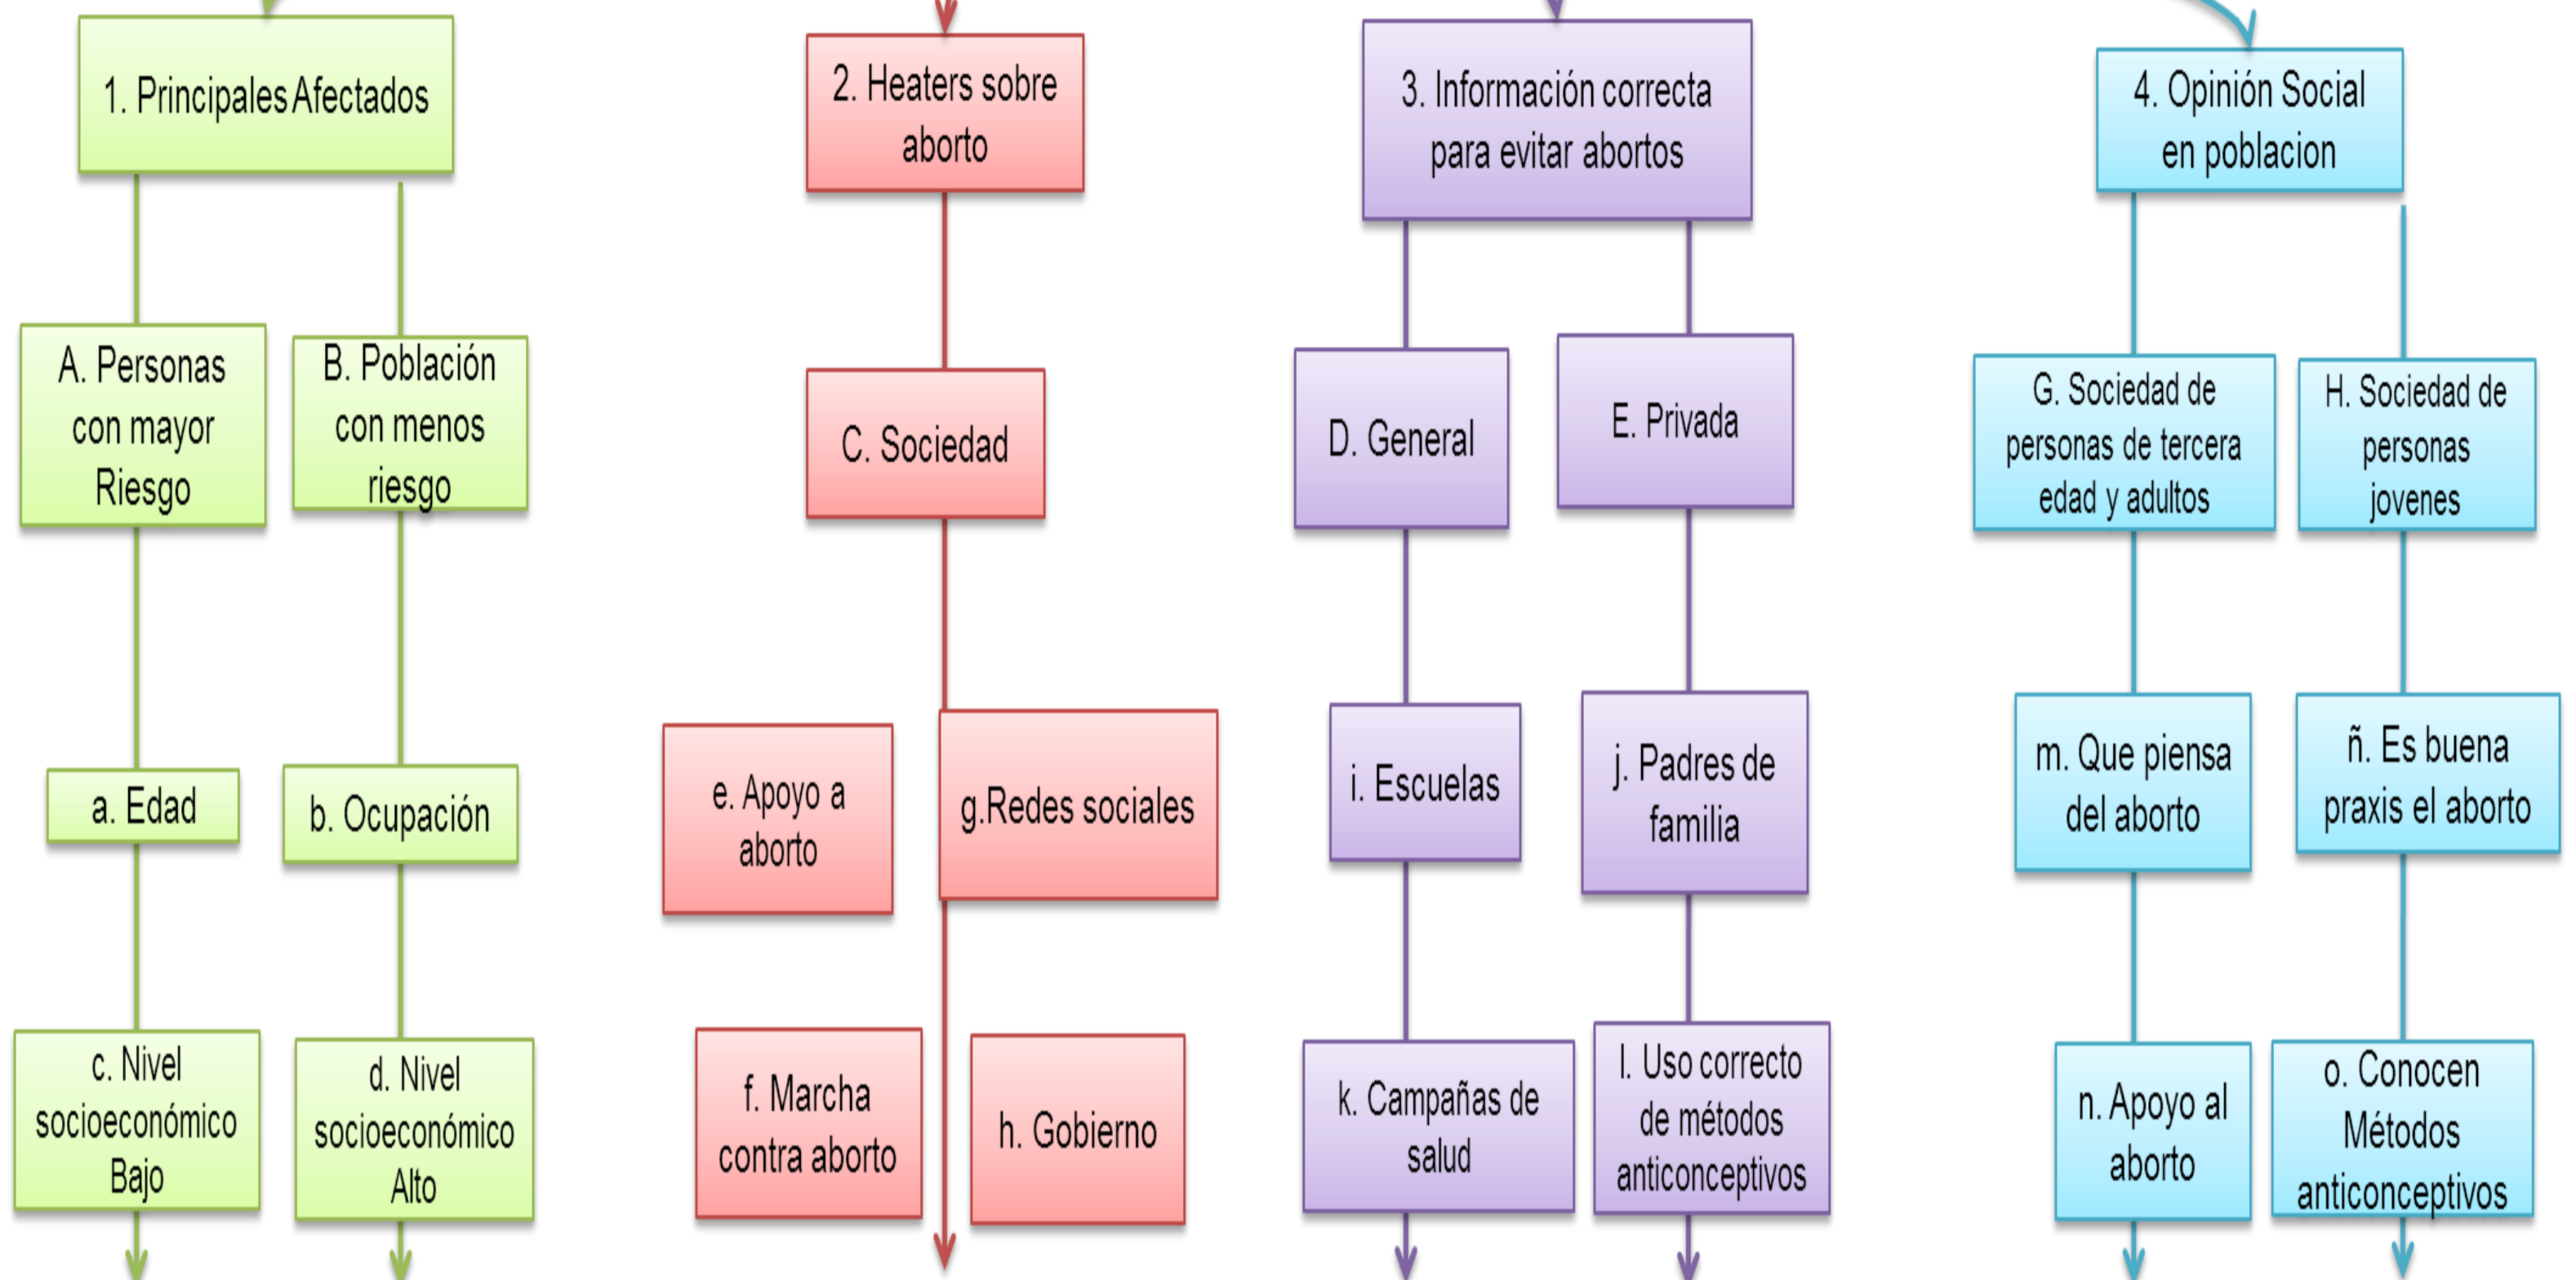 1. Principales Afectados
2. Heaters sobre
aborto
3. Información correcta
para evitar abortos
4. Opinión Social
en poblacion
A. Personas
con mayor
Riesgo
B. Población
con menos
riesgo
C. Sociedad
D. General
E. Privada
G. Sociedad de
personas de tercera
edad y adultos
H. Sociedad de
personas
jovenes
a. Edad
b. Ocupación
e. Apoyo a
aborto
g.Redes sociales
i. Escuelas
j. Padres de
familia
m. Que piensa
del aborto
ñ. Es buena
praxis el aborto
c. Nivel
socioeconómico
Bajo
d. Nivel
socioeconómico
Alto
f. Marcha
contra aborto
h. Gobierno
k. Campañas de
salud
l. Uso correcto
de métodos
anticonceptivos
n. Apoyo al
aborto
o. Conocen
Métodos
anticonceptivos